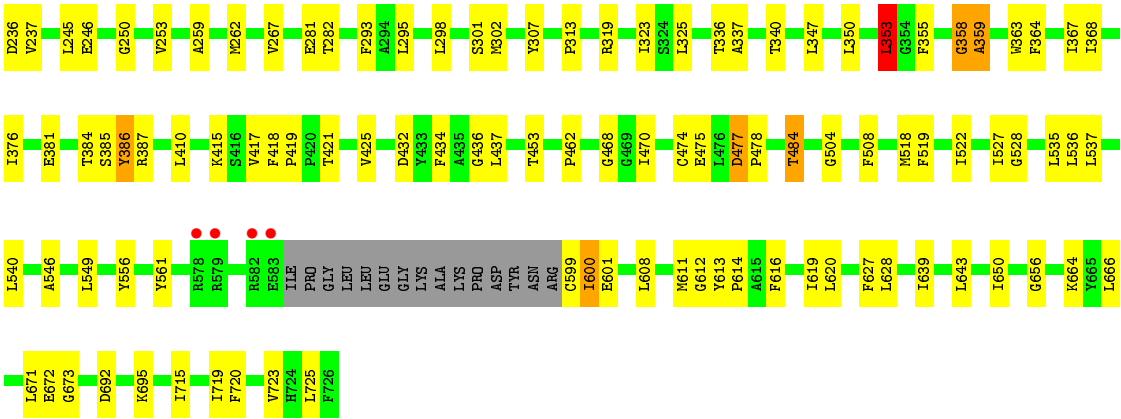 D236 V237 L245 E246 G250 V253 A259 M262 V267 E281 T282 F293 A294 L295 L298 S301 M302 Y307 P313 R319 I323 S324 L325 T336 A337 T340 L347 L350 L353 G354 F355 G358 A359 W363 F364 I367 I368
I376 E381 T384 S385 Y386 R387 L410 K415 S416 V417 F418 P419 P420 T421 V425 D432 Y433 F434 A435 G436 L437 T453 P462 G468 G469 I470 C474 E475 L476 D477 P478 T484 G504 F508 M518 F519 I522 I527 G528 L535 L536 L537
L540 A546 L549 Y556 Y561 R578 R579 R582 E583 ILE PRO GLY LEU LEU GLU GLY LYS ALA LYS PRO ASP TYR ASN ARG C599 I600 E601 L608 M611 G612 Y613 P614 A615 F616 I619 L620 F627 L628 I639 L643 I650 G656 K664 Y665 L666
L671 E672 G673 D692 K695 I715 I719 F720 V723 H724 L725 F726